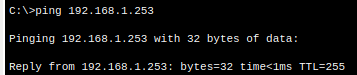 C:\>ping 192.168.1.253
Pinging 192.168.1.253 with 32 bytes of data:
Reply from 192.168.1.253: bytes=32 time<1ms TTL=255